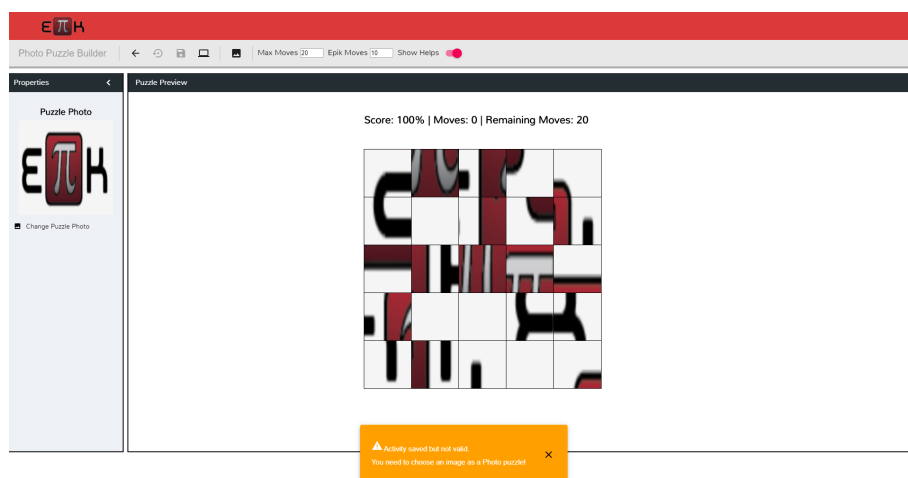 επK
Photo Puzzle Builder
Max Moves 20 Epik Moves 10 Show Helps
Properties
Puzzle Preview
Puzzle Photo
Score: 100% | Moves: 0 | Remaining Moves: 20
επK
Change Puzzle Photo
Activity saved but not valid.
You need to choose an image as a Photo puzzle!